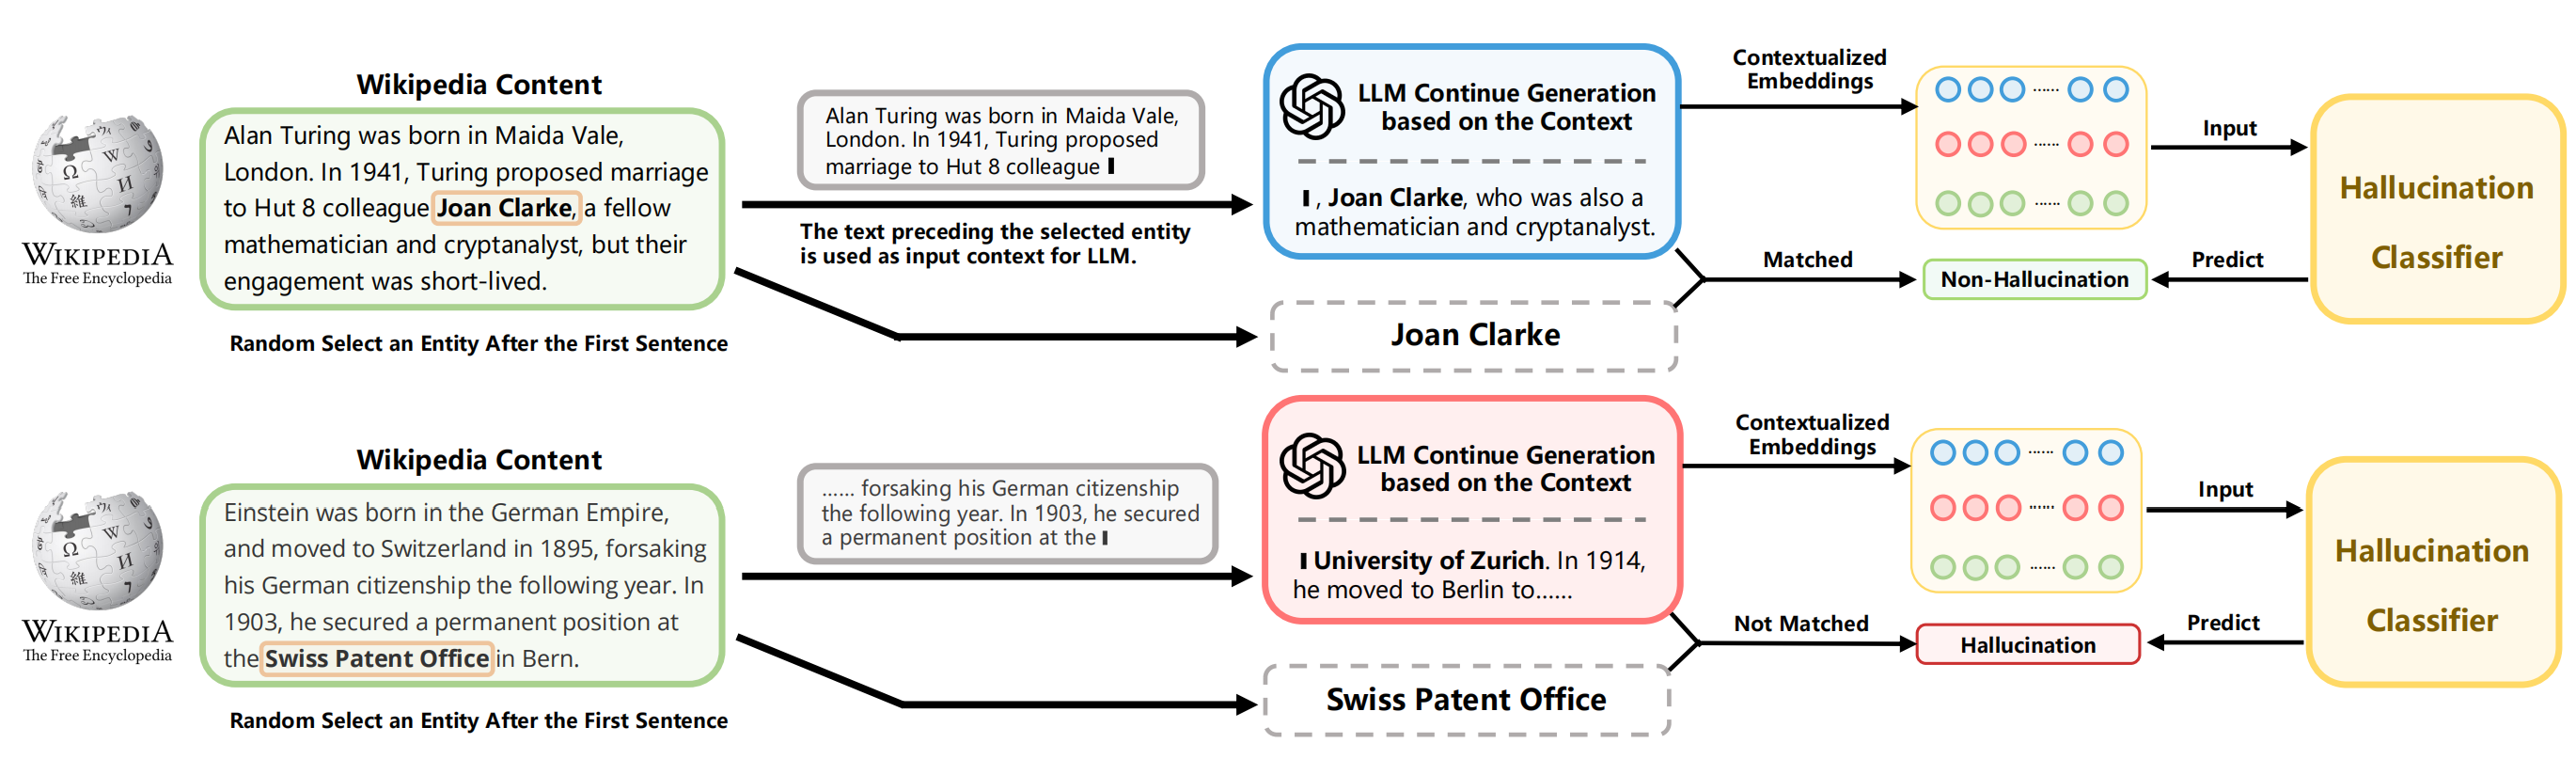 Wikipedia Content
WIKIPEDIA
The Free Encyclopedia
Alan Turing was born in Maida Vale,
London. In 1941, Turing proposed marriage
to Hut 8 colleague Joan Clarke, a fellow
mathematician and cryptanalyst, but their
engagement was short-lived.
Random Select an Entity After the First Sentence
Alan Turing was born in Maida Vale,
London. In 1941, Turing proposed
marriage to Hut 8 colleague
The text preceding the selected entity
is used as input context for LLM.
LLM Continue Generation
based on the Context
, Joan Clarke, who was also a
mathematician and cryptanalyst.
Joan Clarke
Contextualized
Embeddings
......
......
......
Matched
Non-Hallucination
Input
Predict
Hallucination
Classifier
Wikipedia Content
WIKIPEDIA
The Free Encyclopedia
Einstein was born in the German Empire,
and moved to Switzerland in 1895, forsaking
his German citizenship the following year. In
1903, he secured a permanent position at
the Swiss Patent Office in Bern.
Random Select an Entity After the First Sentence
...... forsaking his German citizenship
the following year. In 1903, he secured
a permanent position at the
LLM Continue Generation
based on the Context
University of Zurich. In 1914,
he moved to Berlin to......
Swiss Patent Office
Contextualized
Embeddings
......
......
......
Not Matched
Hallucination
Input
Predict
Hallucination
Classifier